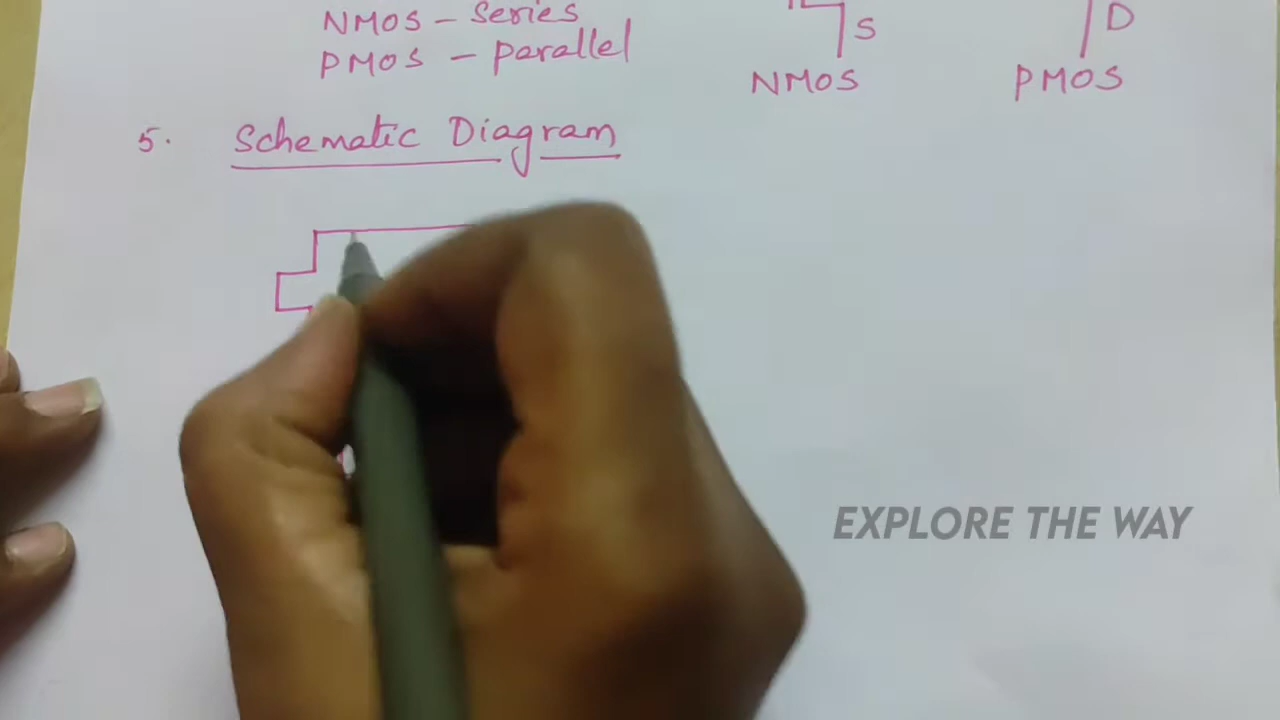 NMOS - Series
PMOS - parallel
S
D
NMOS
PMOS
5. Schematic Diagram
EXPLORE THE WAY